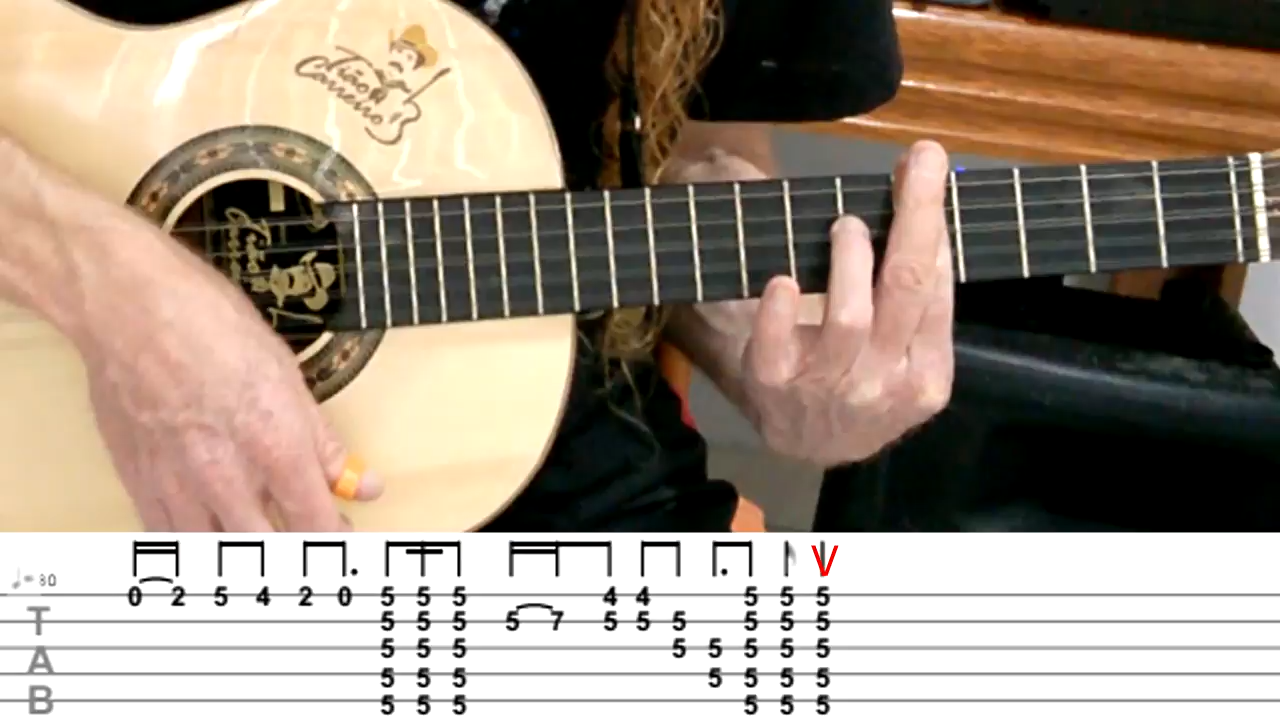 Tião
Carreiro
♩= 80
0 2 5 4 2 0 5 5 5 4 4 5 5 5
T 5 5 5 5 7 5 5 5 5 5 5
A 5 5 5 5 5 5 5 5
B 5 5 5 5 5 5 5
5 5 5 5 5 5
V